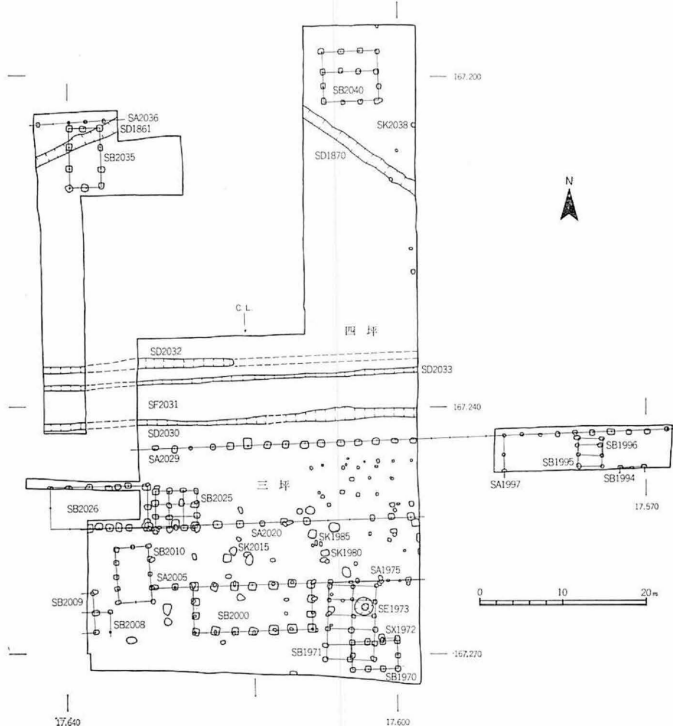 167.200
SB2040
SA2036
SD1861
SK2038
SB2035
SD1870
N
C L
四坪
SD2032
SD2033
SF2031
167.240
SD2030
SB1996
SA2029
SB1995
三坪
SA1997
SB1994
SB2025
SB2026
17.570
SA2020
SK1985
SK2015
SB2010
SK1980
SA2005
SA1975
0 10 20m
SB2009
SE1973
SB2000
SB2008
SX1972
SB1971
167.270
SB1970
17.640
17.600